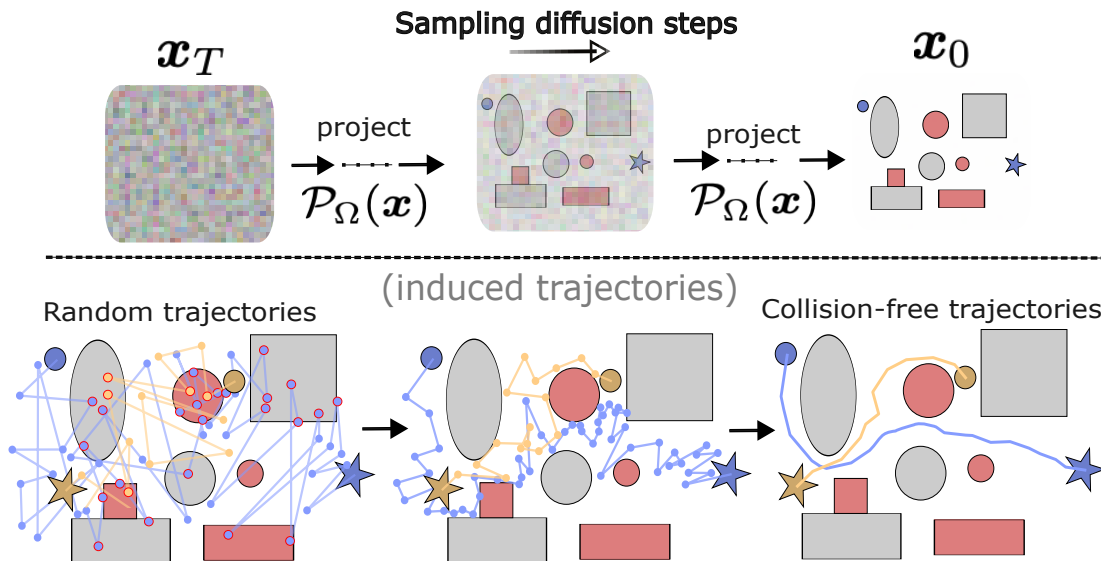 Sampling diffusion steps
𝒙_T
𝒙_0
project
project
𝒫_Ω(𝒙)
𝒫_Ω(𝒙)
(induced trajectories)
Random trajectories
Collision-free trajectories